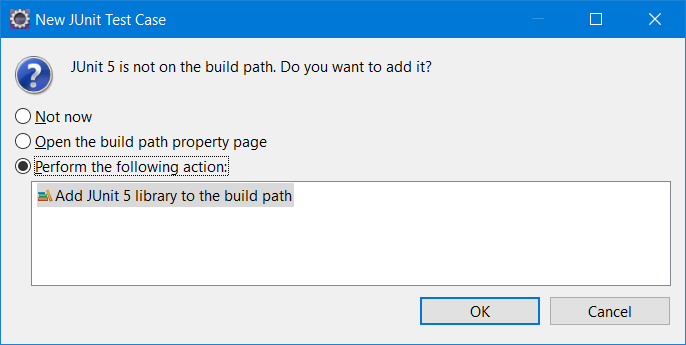 New JUnit Test Case
JUnit 5 is not on the build path. Do you want to add it?
Not now
Open the build path property page
Perform the following action:
Add JUnit 5 library to the build path
OK
Cancel